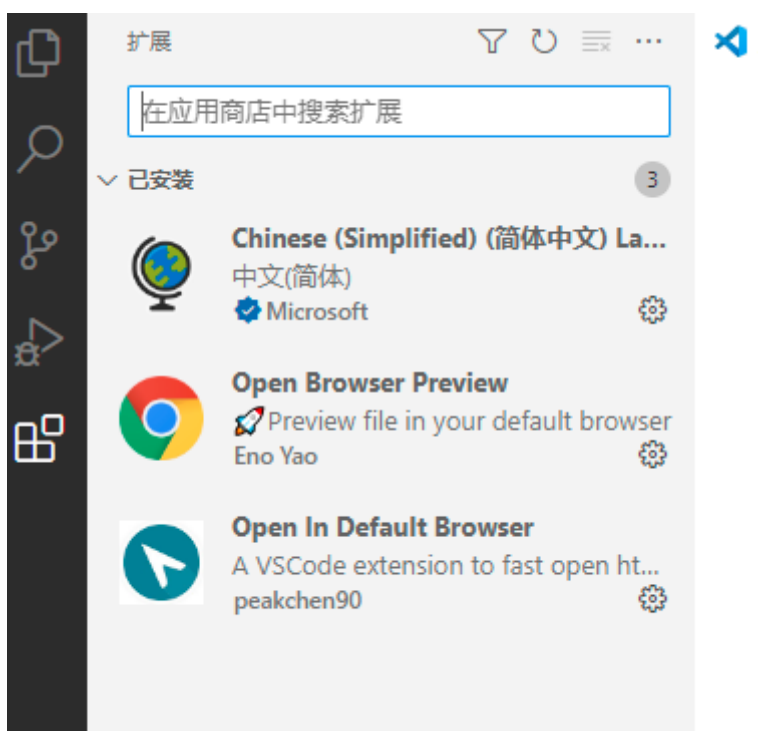 扩展
在应用商店中搜索扩展
已安装
3
Chinese (Simplified) (简体中文) La...
中文(简体)
Microsoft
Open Browser Preview
🚀Preview file in your default browser
Eno Yao
Open In Default Browser
A VSCode extension to fast open ht...
peakchen90